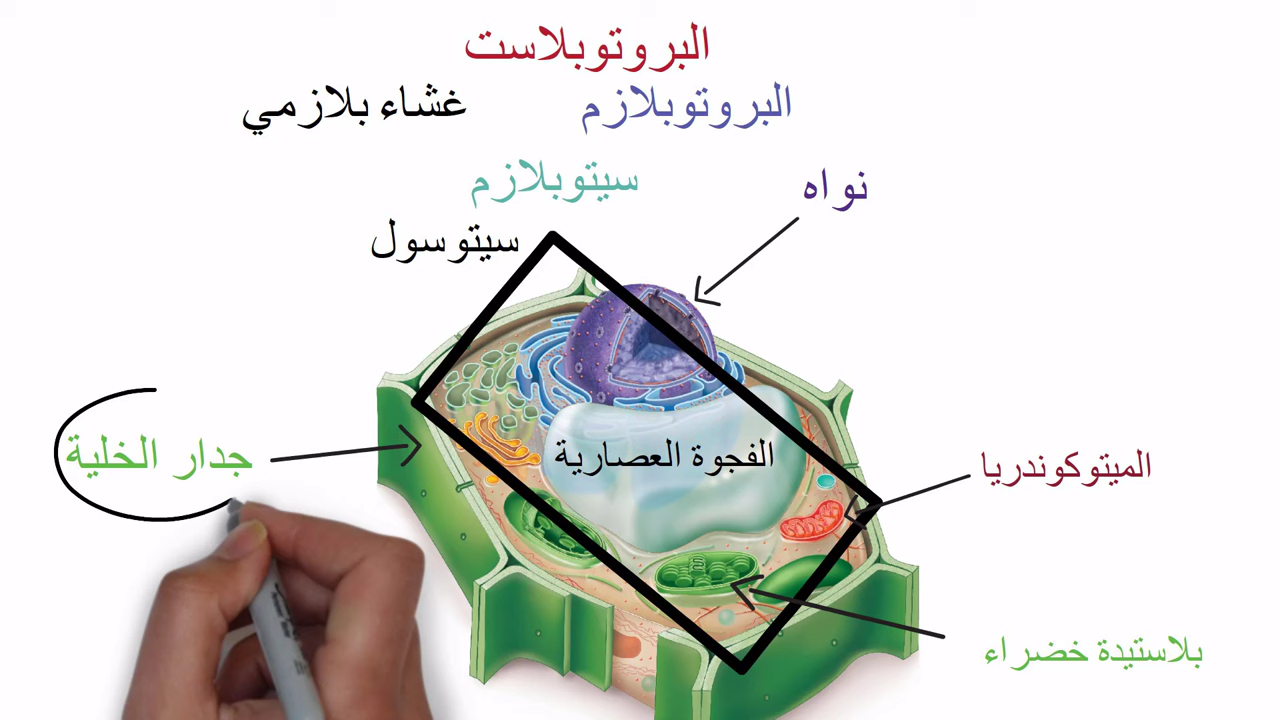 البروتوبلاست
البروتوبلازم
غشاء بلازمي
سيتوبلازم
نواه
سيتوسول
جدار الخلية
الفجوة العصارية
الميتوكوندريا
بلاستيدة خضراء